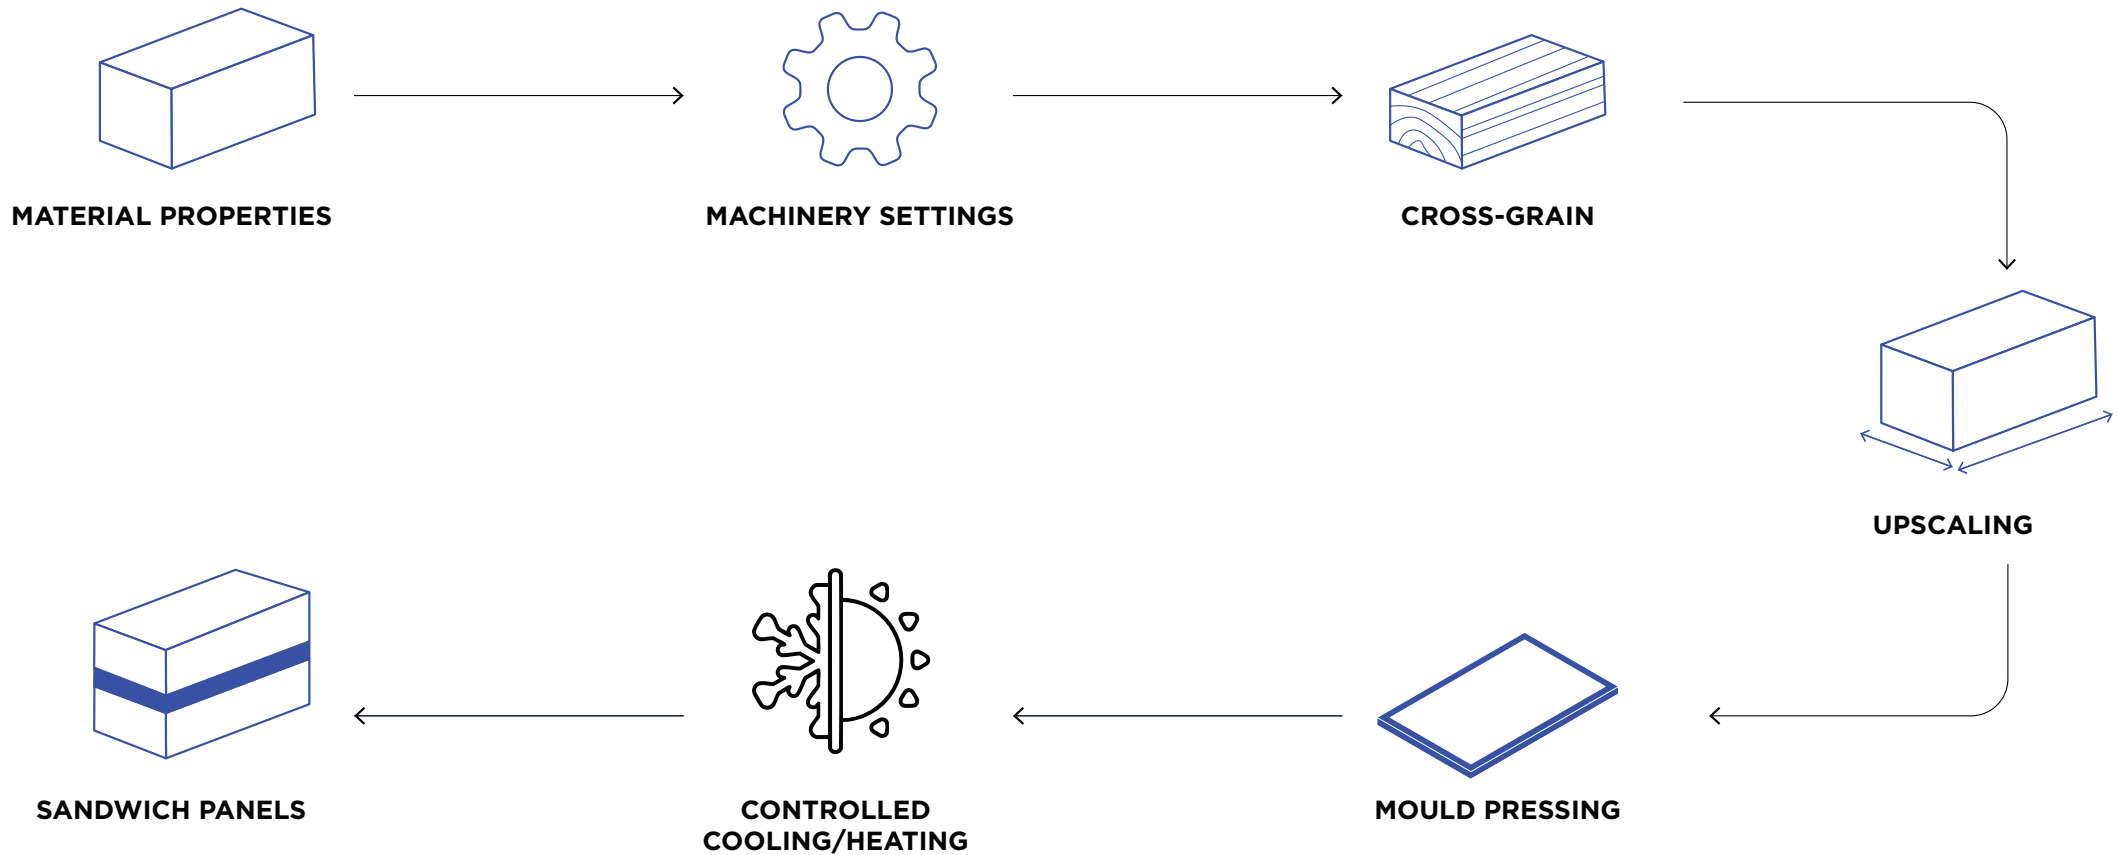 MATERIAL PROPERTIES
MACHINERY SETTINGS
CROSS-GRAIN
UPSCALING
MOULD PRESSING
CONTROLLED
COOLING/HEATING
SANDWICH PANELS